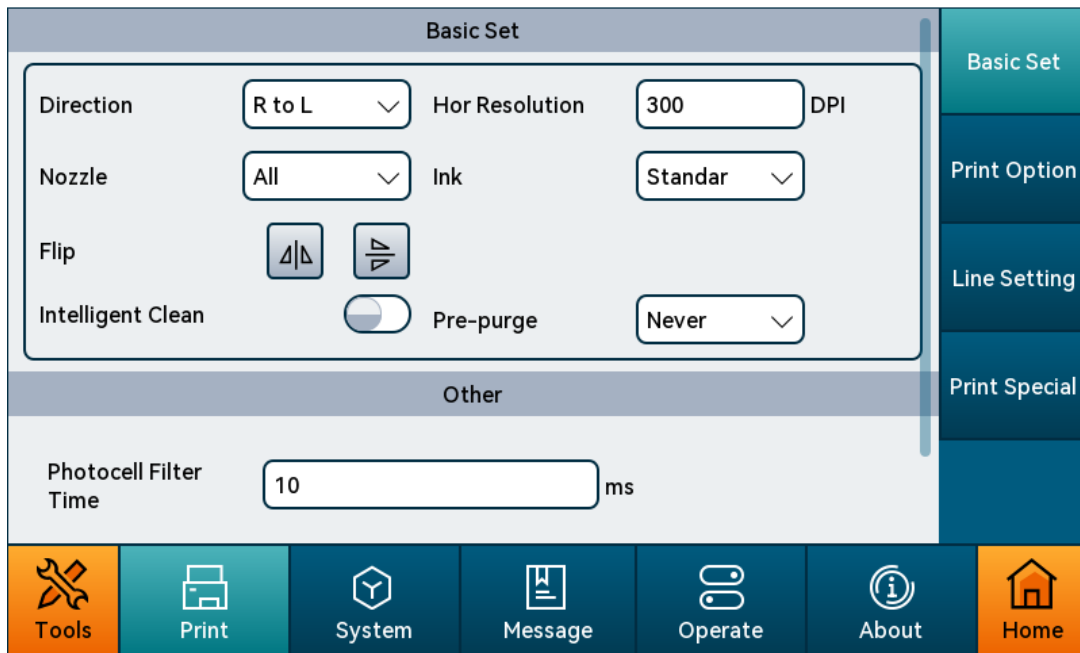 Basic Set
Direction
R to L
Hor Resolution
300
DPI
Nozzle
All
Ink
Standar
Flip
Intelligent Clean
Pre-purge
Never
Other
Photocell Filter
Time
10
ms
Basic Set
Print Option
Line Setting
Print Special
Tools
Print
System
Message
Operate
About
Home